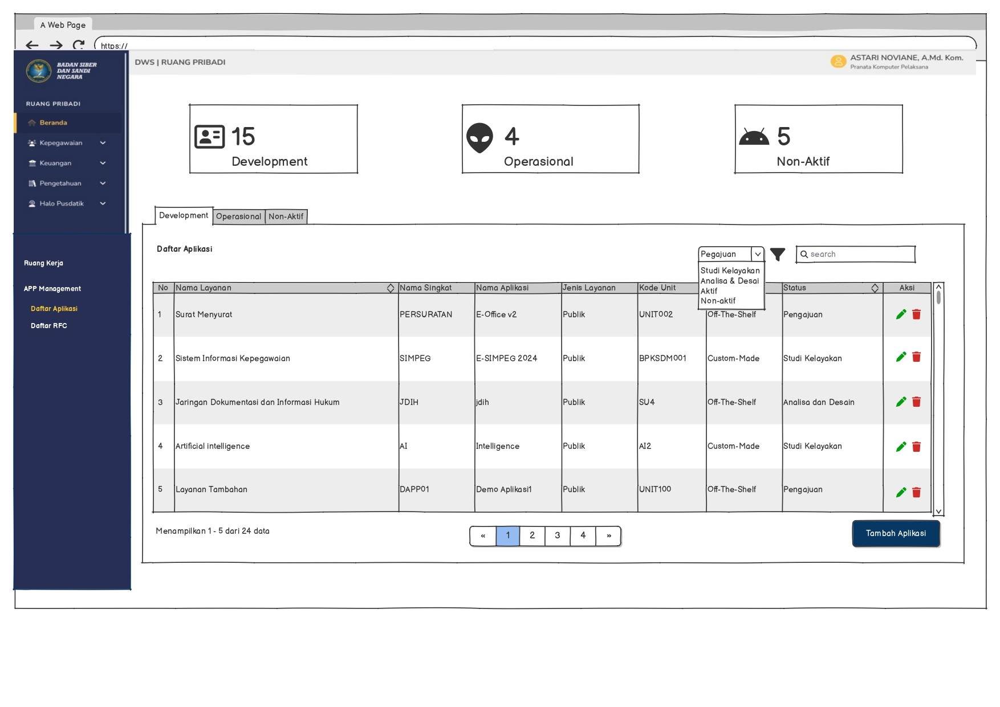 A Web Page
https://
BADAN SIBER
DAN SANDI
NEGARA
DWS | RUANG PRIBADI
ASTARI NOVIANE, A.Md. Kom.
Pranata Komputer Pelaksana
RUANG PRIBADI
Beranda
Kepegawaian
Keuangan
Pengetahuan
Halo Pusdatik
Ruang Kerja
APP Management
Daftar Aplikasi
Daftar RFC
15
Development
4
Operasional
5
Non-Aktif
Development Operasional Non-Aktif
Daftar Aplikasi
Pegajuan
search
Studi Kelayakan
Analisa & Desai
Aktif
Non-aktif
No Nama Layanan Nama Singkat Nama Aplikasi Jenis Layanan Kode Unit Status Aksi
1 Surat Menyurat PERSURATAN E-Office v2 Publik UNIT002 Off-The-Shelf Pengajuan
2 Sistem Informasi Kepegawaian SIMPEG E-SIMPEG 2024 Publik BPKSDM001 Custom-Made Studi Kelayakan
3 Jaringan Dokumentasi dan Informasi Hukum JDIH jdih Publik SU4 Off-The-Shelf Analisa dan Desain
4 Artificial intelligence AI Intelligence Publik AI2 Custom-Made Studi Kelayakan
5 Layanan Tambahan DAPP01 Demo Aplikasi1 Publik UNIT100 Off-The-Shelf Pengajuan
Menampilkan 1 - 5 dari 24 data
« 1 2 3 4 »
Tambah Aplikasi